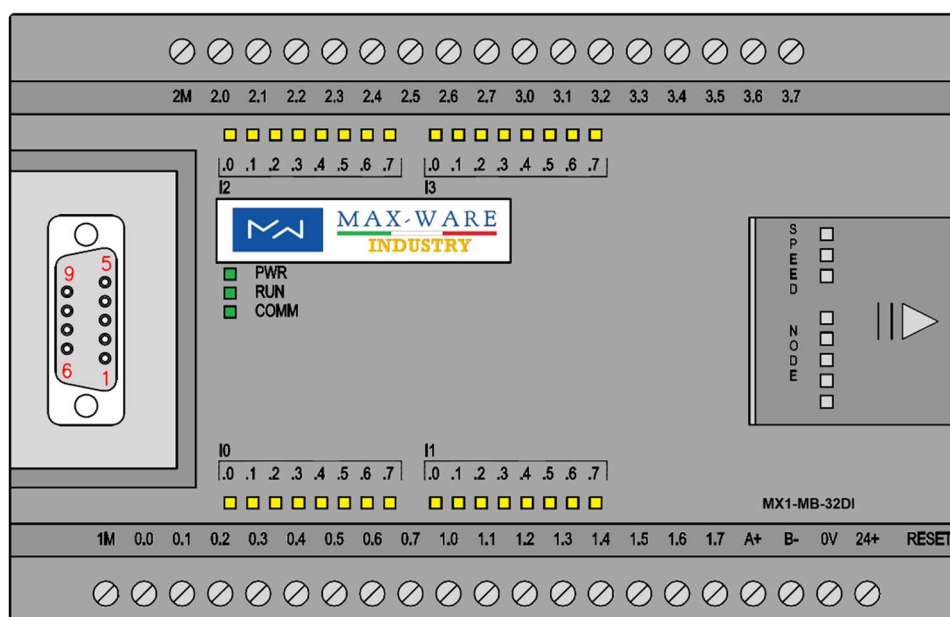 2M 2.0 2.1 2.2 2.3 2.4 2.5 2.6 2.7 3.0 3.1 3.2 3.3 3.4 3.5 3.6 3.7
.0 .1 .2 .3 .4 .5 .6 .7 .0 .1 .2 .3 .4 .5 .6 .7
I2 I3
MAX-WARE
INDUSTRY
PWR
RUN
COMM
9 5
6 1
SPEED
NODE
I0 I1
.0 .1 .2 .3 .4 .5 .6 .7 .0 .1 .2 .3 .4 .5 .6 .7
MX1-MB-32DI
1M 0.0 0.1 0.2 0.3 0.4 0.5 0.6 0.7 1.0 1.1 1.2 1.3 1.4 1.5 1.6 1.7 A+ B- 0V 24+ RESET